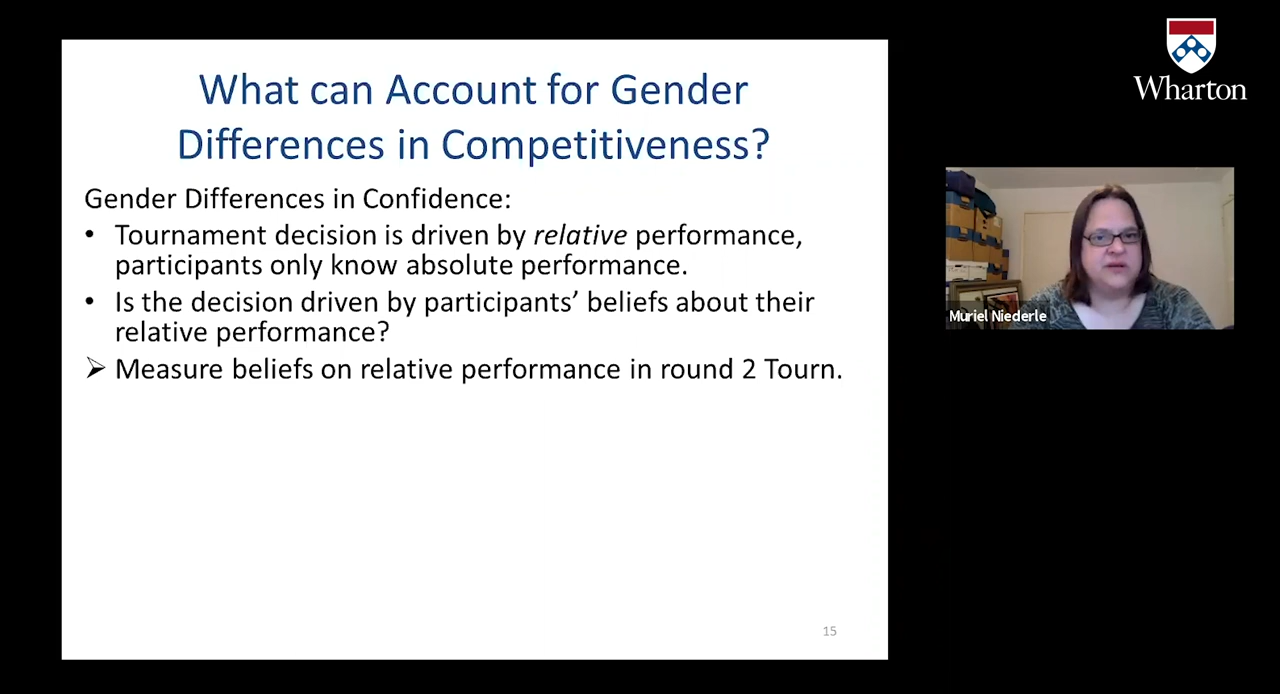 What can Account for Gender
Differences in Competitiveness?
Gender Differences in Confidence:
• Tournament decision is driven by relative performance,
participants only know absolute performance.
• Is the decision driven by participants’ beliefs about their
relative performance?
➢ Measure beliefs on relative performance in round 2 Tourn.
15
Wharton
Muriel Niederle